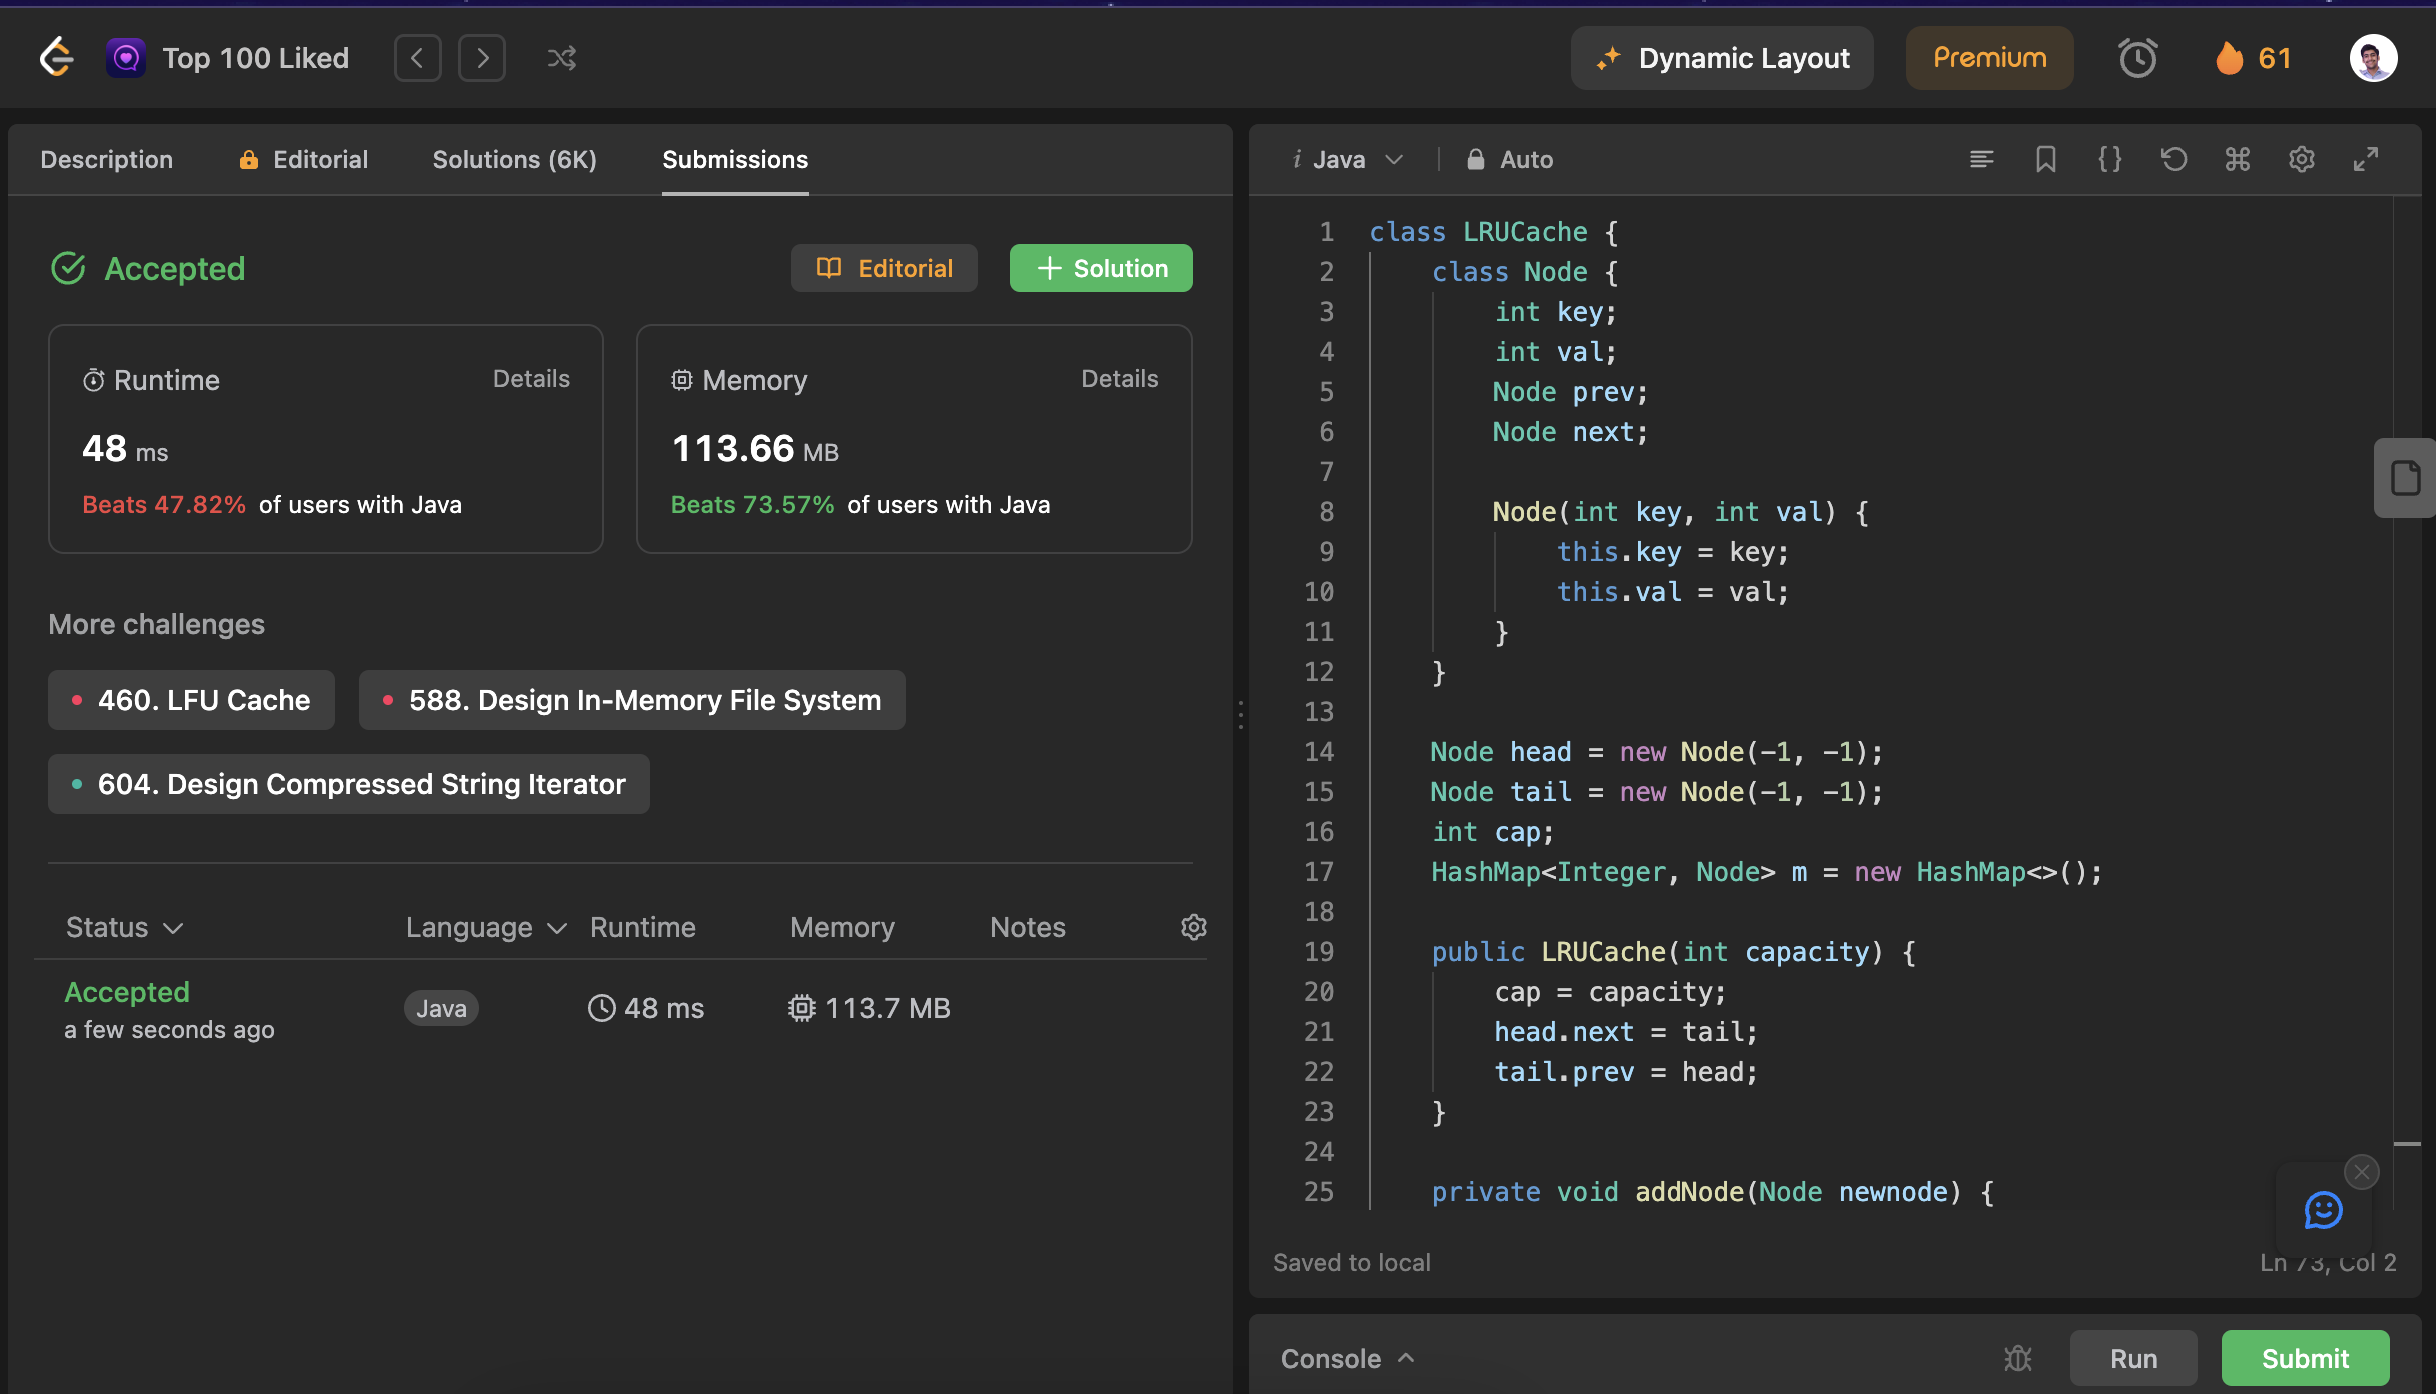 Top 100 Liked
Dynamic Layout
Premium
61
Description
Editorial
Solutions (6K)
Submissions
Accepted
Editorial
+ Solution
Runtime
Details
48 ms
Beats 47.82% of users with Java
Memory
Details
113.66 MB
Beats 73.57% of users with Java
More challenges
460. LFU Cache
588. Design In-Memory File System
604. Design Compressed String Iterator
Status
Language
Runtime
Memory
Notes
Accepted
a few seconds ago
Java
48 ms
113.7 MB
i Java
Auto
{}
1 class LRUCache {
2 class Node {
3 int key;
4 int val;
5 Node prev;
6 Node next;
7
8 Node(int key, int val) {
9 this.key = key;
10 this.val = val;
11 }
12 }
13
14 Node head = new Node(-1, -1);
15 Node tail = new Node(-1, -1);
16 int cap;
17 HashMap<Integer, Node> m = new HashMap<>();
18
19 public LRUCache(int capacity) {
20 cap = capacity;
21 head.next = tail;
22 tail.prev = head;
23 }
24
25 private void addNode(Node newnode) {
Saved to local
Ln 73, Col 2
Console
Run
Submit